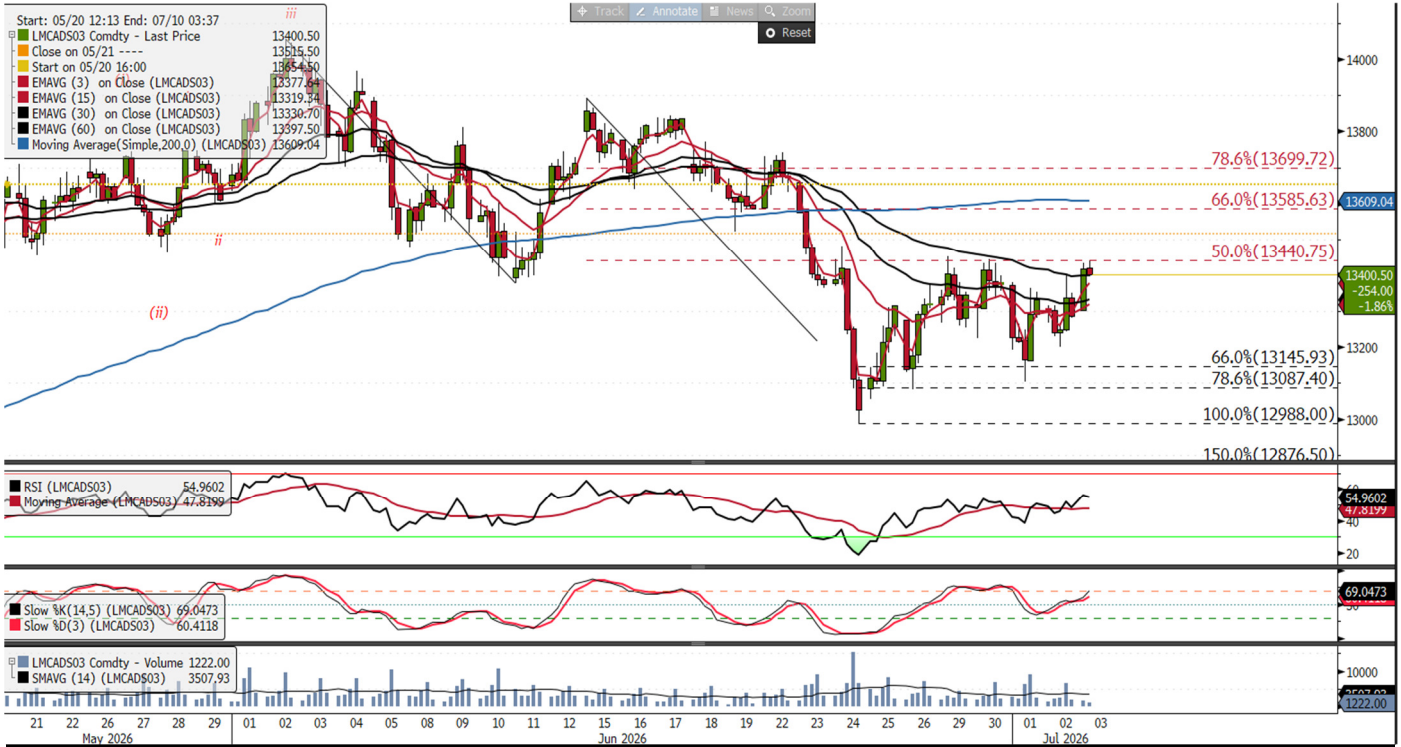 Track Annotate News Zoom
Reset
Start: 05/20 12:13 End: 07/10 03:37
iii
LMCADS03 Comdty - Last Price 13400.50
Close on 05/21 ---- 13515.50
Start on 05/20 16:00 13654.50
EMAVG (3) on Close (LMCADS03) 13377.64
EMAVG (15) on Close (LMCADS03) 13319.34
EMAVG (30) on Close (LMCADS03) 13330.70
EMAVG (60) on Close (LMCADS03) 13397.50
Moving Average(Simple,200,0) (LMCADS03) 13609.04
ii
(ii)
14000
13800
78.6%(13699.72)
66.0%(13585.63)
13609.04
50.0%(13440.75)
13400.50
-254.00
-1.86%
13200
66.0%(13145.93)
78.6%(13087.40)
100.0%(12988.00)
13000
150.0%(12876.50)
RSI (LMCADS03) 54.9602
Moving Average (LMCADS03) 47.8199
54.9602
47.8199
40
20
Slow %K(14,5) (LMCADS03) 69.0473
Slow %D(3) (LMCADS03) 60.4118
69.0473
LMCADS03 Comdty - Volume 1222.00
SMAVG (14) (LMCADS03) 3507.93
10000
3507.93
1222.00
21 22 26 27 28 29 01 02 03 04 05 08 09 10 11 12 15 16 17 18 19 22 23 24 25 26 29 30 01 02 03
May 2026 Jun 2026 Jul 2026